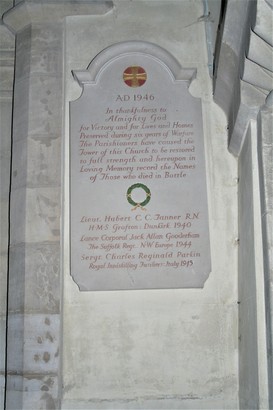 AD 1946
In thankfulness to
Almighty God
for Victory and for Lives and Homes
Preserved during six years of Warfare
The Parishioners have caused the
Tower of this Church to be restored
to full strength and hereupon in
Loving Memory record the Names
of Those who died in Battle
Lieut. Hubert C. C. Tanner R.N.
H.M.S. Grafton: Dunkirk 1940
Lance Corporal Jack Allan Gooderham
The Suffolk Regt. N.W. Europe 1944
Sergt. Charles Reginald Parlin
Royal Inniskilling Fusiliers: Italy 1943